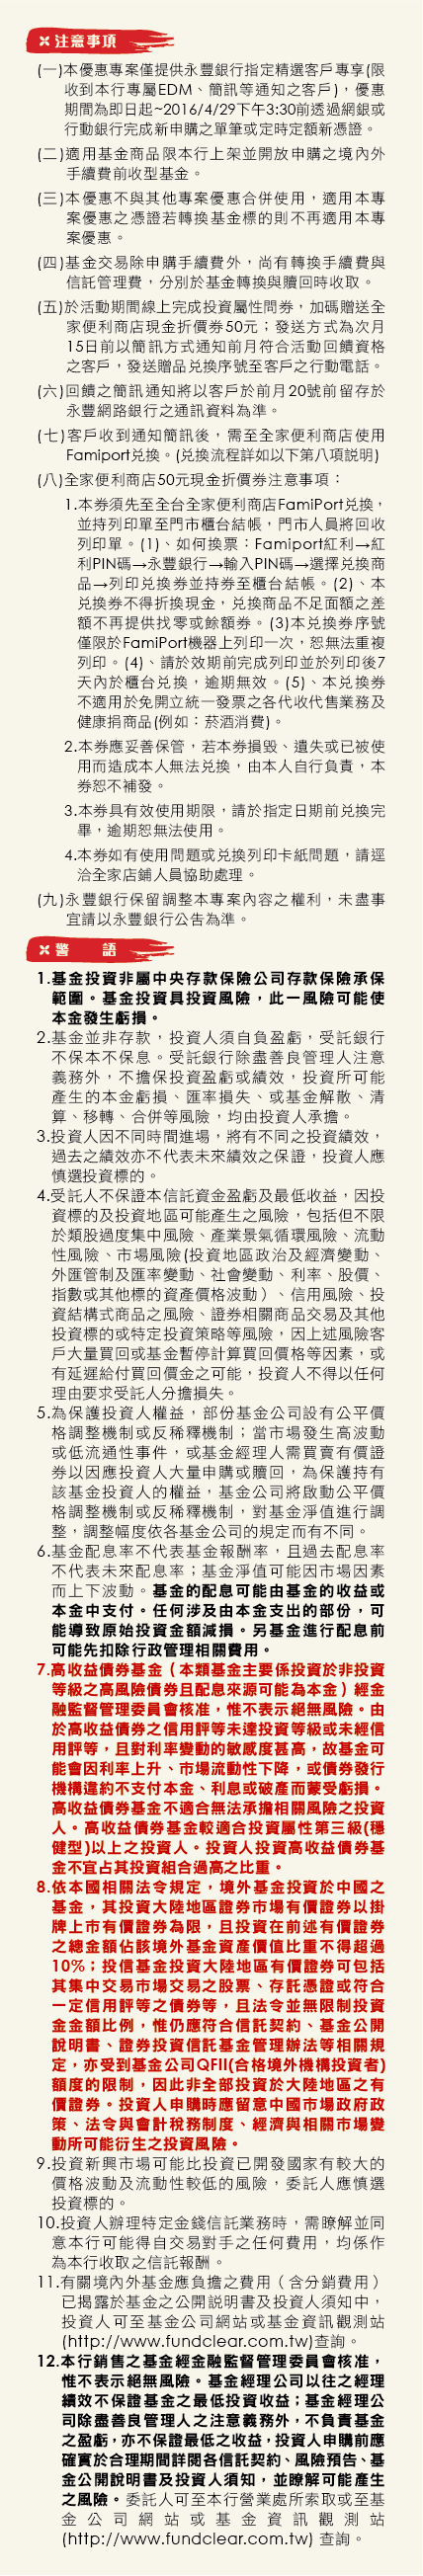 ✕注意事項
(一)本優惠專案僅提供永豐銀行指定精選客戶專享(限
收到本行專屬EDM、簡訊等通知之客戶)，優惠
期間為即日起~2016/4/29下午3:30前透過網銀或
行動銀行完成新申購之單筆或定時定額新憑證。
(二)適用基金商品限本行上架並開放申購之境內外
手續費前收型基金。
(三)本優惠不與其他專案優惠合併使用，適用本專
案優惠之憑證若轉換基金標的則不再適用本專
案優惠。
(四)基金交易除申購手續費外，尚有轉換手續費與
信託管理費，分別於基金轉換與贖回時收取。
(五)於活動期間線上完成投資屬性問券，加碼贈送全
家便利商店現金折價券50元；發送方式為次月
15日前以簡訊方式通知前月符合活動回饋資格
之客戶，發送贈品兌換序號至客戶之行動電話。
(六)回饋之簡訊通知將以客戶於前月20號前留存於
永豐網路銀行之通訊資料為準。
(七)客戶收到通知簡訊後，需至全家便利商店使用
Famiport兌換。(兌換流程詳如以下第八項說明)
(八)全家便利商店50元現金折價券注意事項：
1.本券須先至全台全家便利商店FamiPort兌換，
並持列印單至門市櫃台結帳，門市人員將回收
列印單。(1)、如何換票：Famiport紅利→紅
利PIN碼→永豐銀行→輸入PIN碼→選擇兌換商
品→列印兌換券並持券至櫃台結帳。(2)、本
兌換券不得折換現金，兌換商品不足面額之差
額不再提供找零或餘額券。(3)本兌換券序號
僅限於FamiPort機器上列印一次，恕無法重複
列印。(4)、請於效期前完成列印並於列印後7
天內於櫃台兌換，逾期無效。(5)、本兌換券
不適用於免開立統一發票之各代收代售業務及
健康捐商品(例如：菸酒消費)。
2.本券應妥善保管，若本券損毀、遺失或已被使
用而造成本人無法兌換，由本人自行負責，本
券恕不補發。
3.本券具有效使用期限，請於指定日期前兌換完
畢，逾期恕無法使用。
4.本券如有使用問題或兌換列印卡紙問題，請逕
洽全家店鋪人員協助處理。
(九)永豐銀行保留調整本專案內容之權利，未盡事
宜請以永豐銀行公告為準。
✕警 語
1.基金投資非屬中央存款保險公司存款保險承保
範圍。基金投資具投資風險，此一風險可能使
本金發生虧損。
2.基金並非存款，投資人須自負盈虧，受託銀行
不保本不保息。受託銀行除盡善良管理人注意
義務外，不擔保投資盈虧或績效，投資所可能
產生的本金虧損、匯率損失、或基金解散、清
算、移轉、合併等風險，均由投資人承擔。
3.投資人因不同時間進場，將有不同之投資績效，
過去之績效亦不代表未來績效之保證，投資人應
慎選投資標的。
4.受託人不保證本信託資金盈虧及最低收益，因投
資標的及投資地區可能產生之風險，包括但不限
於類股過度集中風險、產業景氣循環風險、流動
性風險、市場風險(投資地區政治及經濟變動、
外匯管制及匯率變動、社會變動、利率、股價、
指數或其他標的資產價格波動）、信用風險、投
資結構式商品之風險、證券相關商品交易及其他
投資標的或特定投資策略等風險，因上述風險客
戶大量買回或基金暫停計算買回價格等因素，或
有延遲給付買回價金之可能，投資人不得以任何
理由要求受託人分擔損失。
5.為保護投資人權益，部份基金公司設有公平價
格調整機制或反稀釋機制；當市場發生高波動
或低流通性事件，或基金經理人需買賣有價證
券以因應投資人大量申購或贖回，為保護持有
該基金投資人的權益，基金公司將啟動公平價
格調整機制或反稀釋機制，對基金淨值進行調
整，調整幅度依各基金公司的規定而有不同。
6.基金配息率不代表基金報酬率，且過去配息率
不代表未來配息率；基金淨值可能因市場因素
而上下波動。基金的配息可能由基金的收益或
本金中支付。任何涉及由本金支出的部份，可
能導致原始投資金額減損。另基金進行配息前
可能先扣除行政管理相關費用。
7.高收益債券基金（本類基金主要係投資於非投資
等級之高風險債券且配息來源可能為本金）經金
融監督管理委員會核准，惟不表示絕無風險。由
於高收益債券之信用評等未達投資等級或未經信
用評等，且對利率變動的敏感度甚高，故基金可
能會因利率上升、市場流動性下降，或債券發行
機構違約不支付本金、利息或破產而蒙受虧損。
高收益債券基金不適合無法承擔相關風險之投資
人。高收益債券基金較適合投資屬性第三級(穩
健型)以上之投資人。投資人投資高收益債券基
金不宜占其投資組合過高之比重。
8.依本國相關法令規定，境外基金投資於中國之
基金，其投資大陸地區證券市場有價證券以掛
牌上市有價證券為限，且投資在前述有價證券
之總金額佔該境外基金資產價值比重不得超過
10%；投信基金投資大陸地區有價證券可包括
其集中交易市場交易之股票、存託憑證或符合
一定信用評等之債券等，且法令並無限制投資
金金額比例，惟仍應符合信託契約、基金公開
說明書、證券投資信託基金管理辦法等相關規
定，亦受到基金公司QFII(合格境外機構投資者)
額度的限制，因此非全部投資於大陸地區之有
價證券。投資人申購時應留意中國市場政府政
策、法令與會計稅務制度、經濟與相關市場變
動所可能衍生之投資風險。
9.投資新興市場可能比投資已開發國家有較大的
價格波動及流動性較低的風險，委託人應慎選
投資標的。
10.投資人辦理特定金錢信託業務時，需瞭解並同
意本行可能得自交易對手之任何費用，均係作
為本行收取之信託報酬。
11.有關境內外基金應負擔之費用（含分銷費用）
已揭露於基金之公開説明書及投資人須知中，
投資人可至基金公司網站或基金資訊觀測站
(http://www.fundclear.com.tw)查詢。
12.本行銷售之基金經金融監督管理委員會核准，
惟不表示絕無風險。基金經理公司以往之經理
績效不保證基金之最低投資收益；基金經理公
司除盡善良管理人之注意義務外，不負責基金
之盈虧，亦不保證最低之收益，投資人申購前應
確實於合理期間詳閱各信託契約、風險預告、基
金公開說明書及投資人須知，並瞭解可能產生
之風險。委託人可至本行營業處所索取或至基
金公司網站或基金資訊觀測站
(http://www.fundclear.com.tw) 查詢。